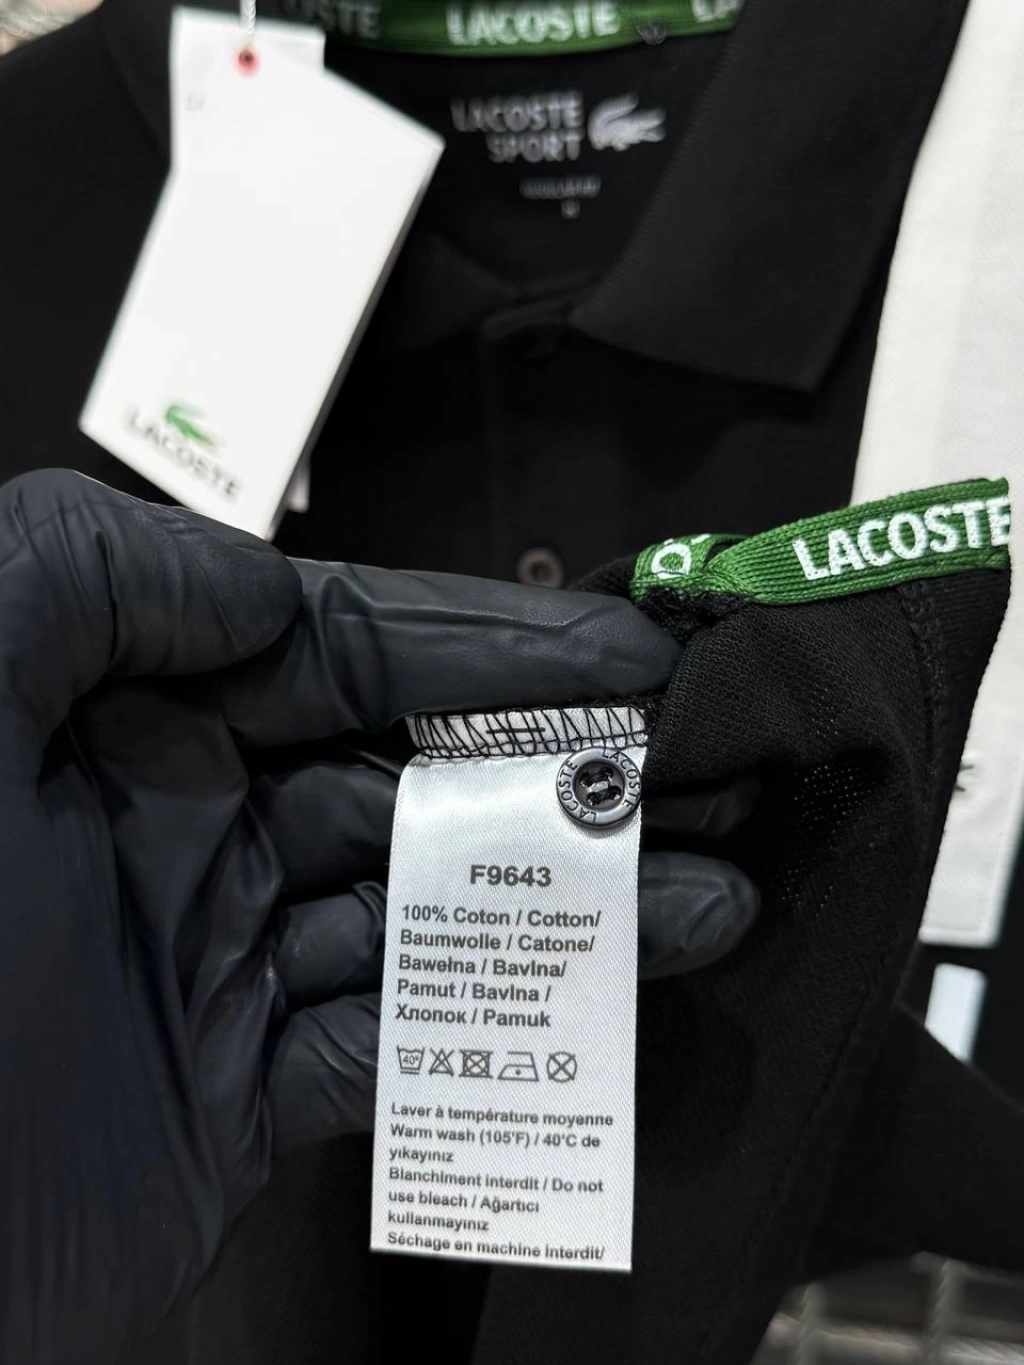 LACOSTE
LACOSTE
SPORT
LACOSTE
LACOSTE
LACOSTE
LACOSTE
F9643
100% Coton / Cotton/
Baumwolle / Catone/
Bawełna / Bavlna/
Pamut / Bavlna /
Хлопок / Pamuk
40°
Laver à température moyenne
Warm wash (105°F) / 40°C de
yıkayınız
Blanchiment interdit / Do not
use bleach / Ağartıcı
kullanmayınız
Séchage en machine interdit/